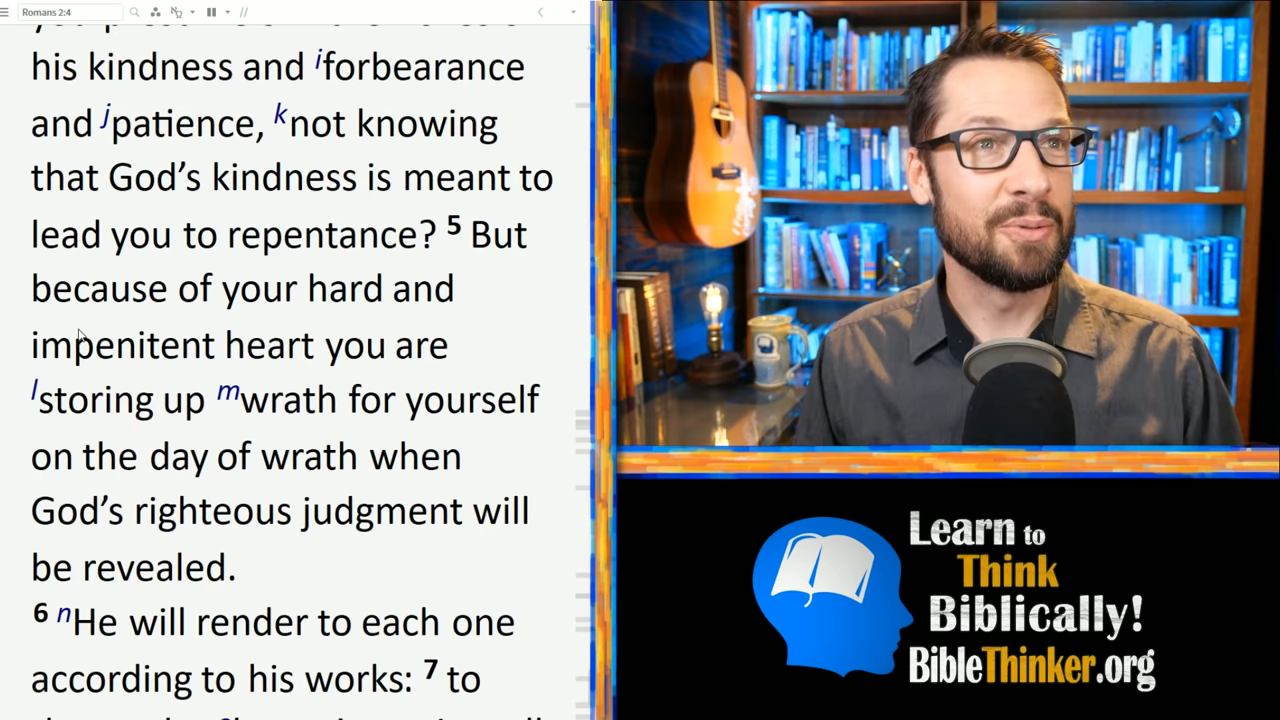 Romans 2:4
his kindness and iforbearance
and jpatience, knot knowing
that God’s kindness is meant to
lead you to repentance? 5 But
because of your hard and
impenitent heart you are
lstoring up mwrath for yourself
on the day of wrath when
God’s righteous judgment will
be revealed.
6 nHe will render to each one
according to his works: 7 to
Learn to
Think
Biblically!
BibleThinker.org